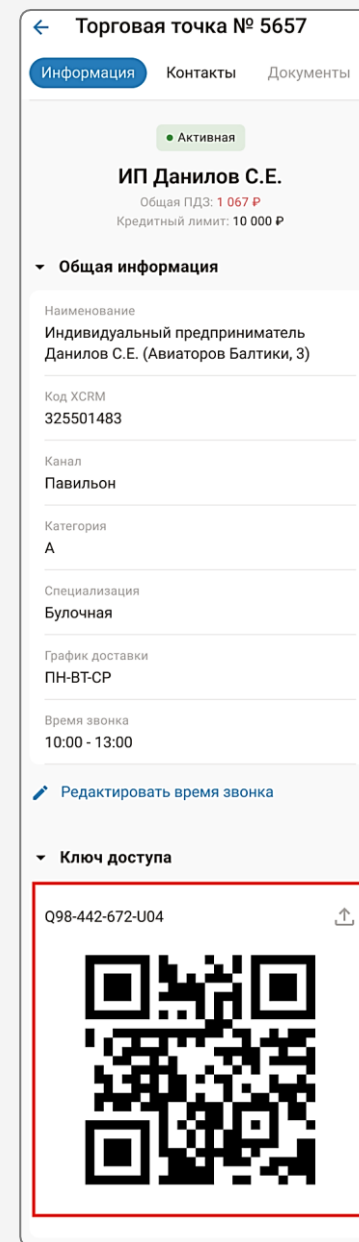 Торговая точка № 5657
Информация Контакты Документы
Активная
ИП Данилов С.Е.
Общая ПДЗ: 1 067 ₽
Кредитный лимит: 10 000 ₽
Общая информация
Наименование
Индивидуальный предприниматель
Данилов С.Е. (Авиаторов Балтики, 3)
Код XCRM
325501483
Канал
Павильон
Категория
А
Специализация
Булочная
График доставки
ПН-ВТ-СР
Время звонка
10:00 - 13:00
Редактировать время звонка
Ключ доступа
Q98-442-672-U04